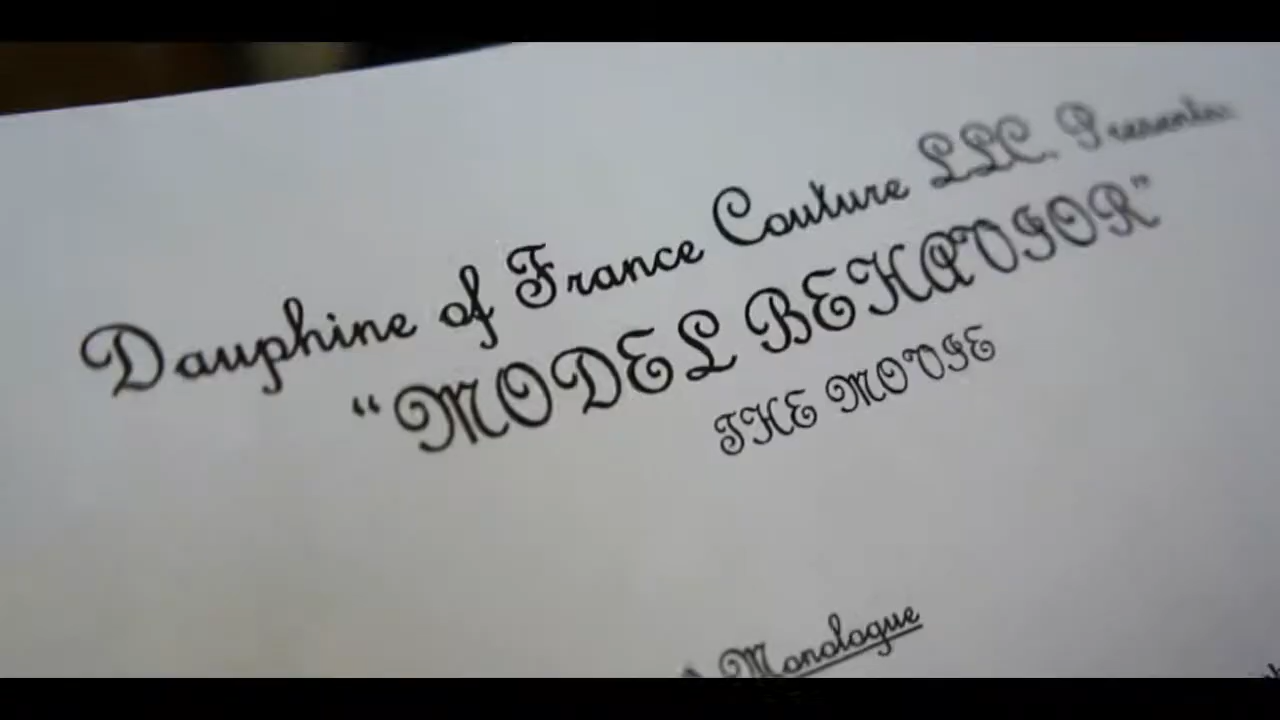 Dauphine of France Couture LLC. Presents:
“MODEL BEHAVIOR”
THE MOVIE
Monologue